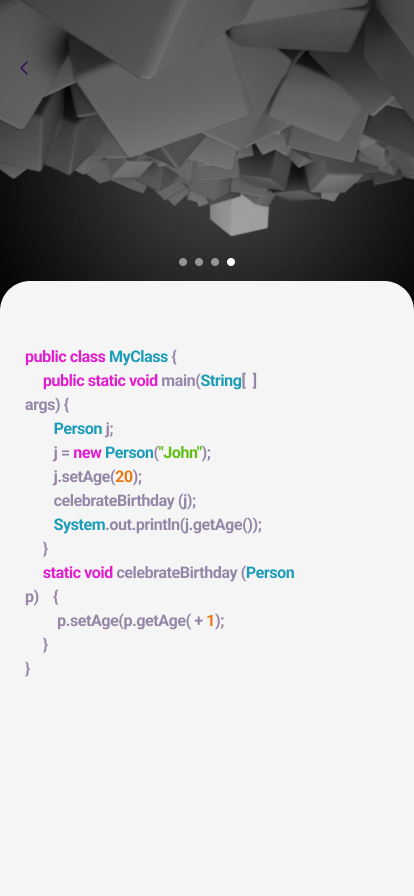 public class MyClass {
public static void main(String[ ]
args) {
Person j;
j = new Person("John");
j.setAge(20);
celebrateBirthday (j);
System.out.println(j.getAge());
}
static void celebrateBirthday (Person
p) {
p.setAge(p.getAge( + 1);
}
}